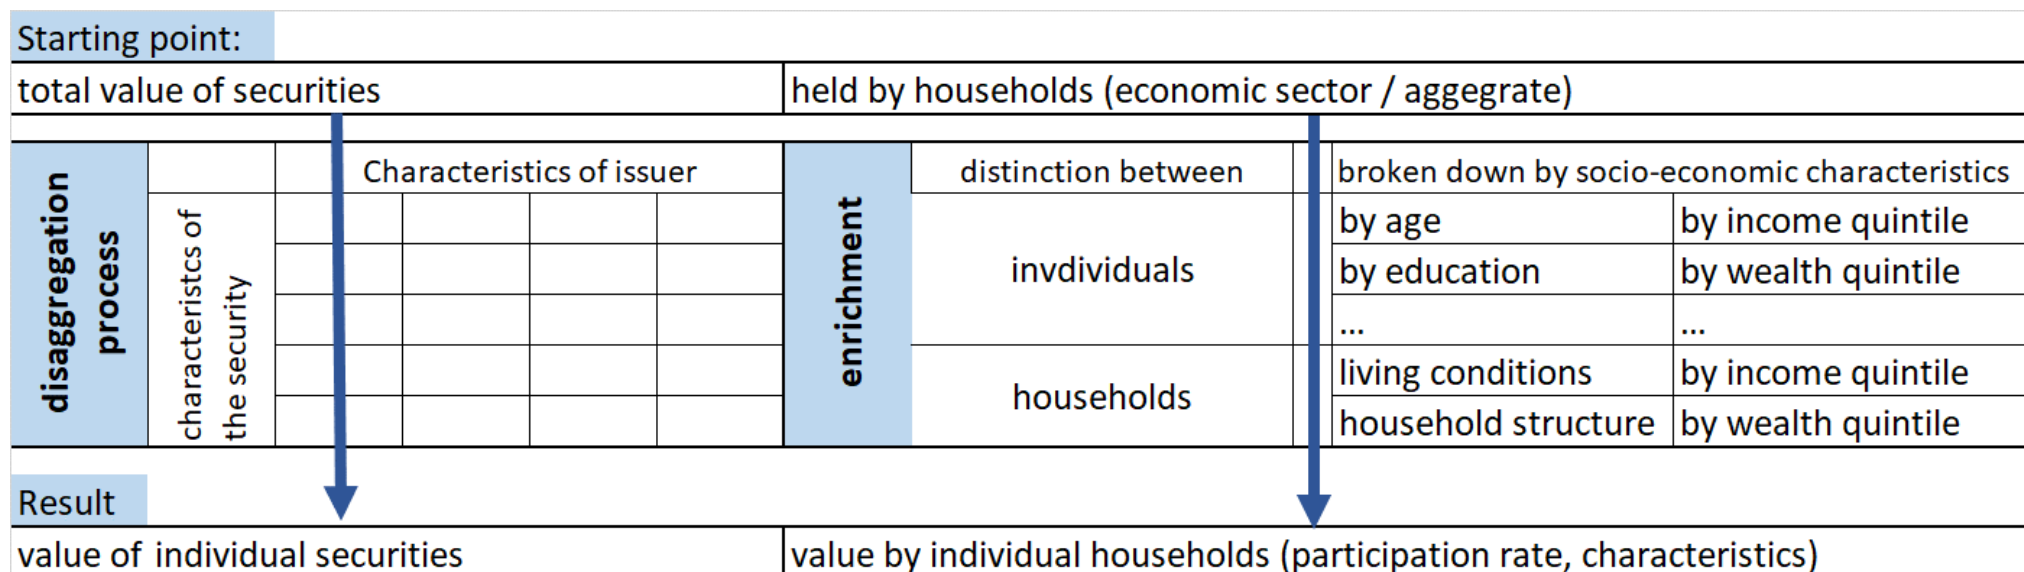 Starting point:
total value of securities
held by households (economic sector / aggegrate)
disaggregation
process
characteristcs of
the security
Characteristics of issuer
enrichment
distinction between
invdividuals
households
broken down by socio-economic characteristics
by age
by income quintile
by education
by wealth quintile
...
...
living conditions
by income quintile
household structure
by wealth quintile
Result
value of individual securities
value by individual households (participation rate, characteristics)